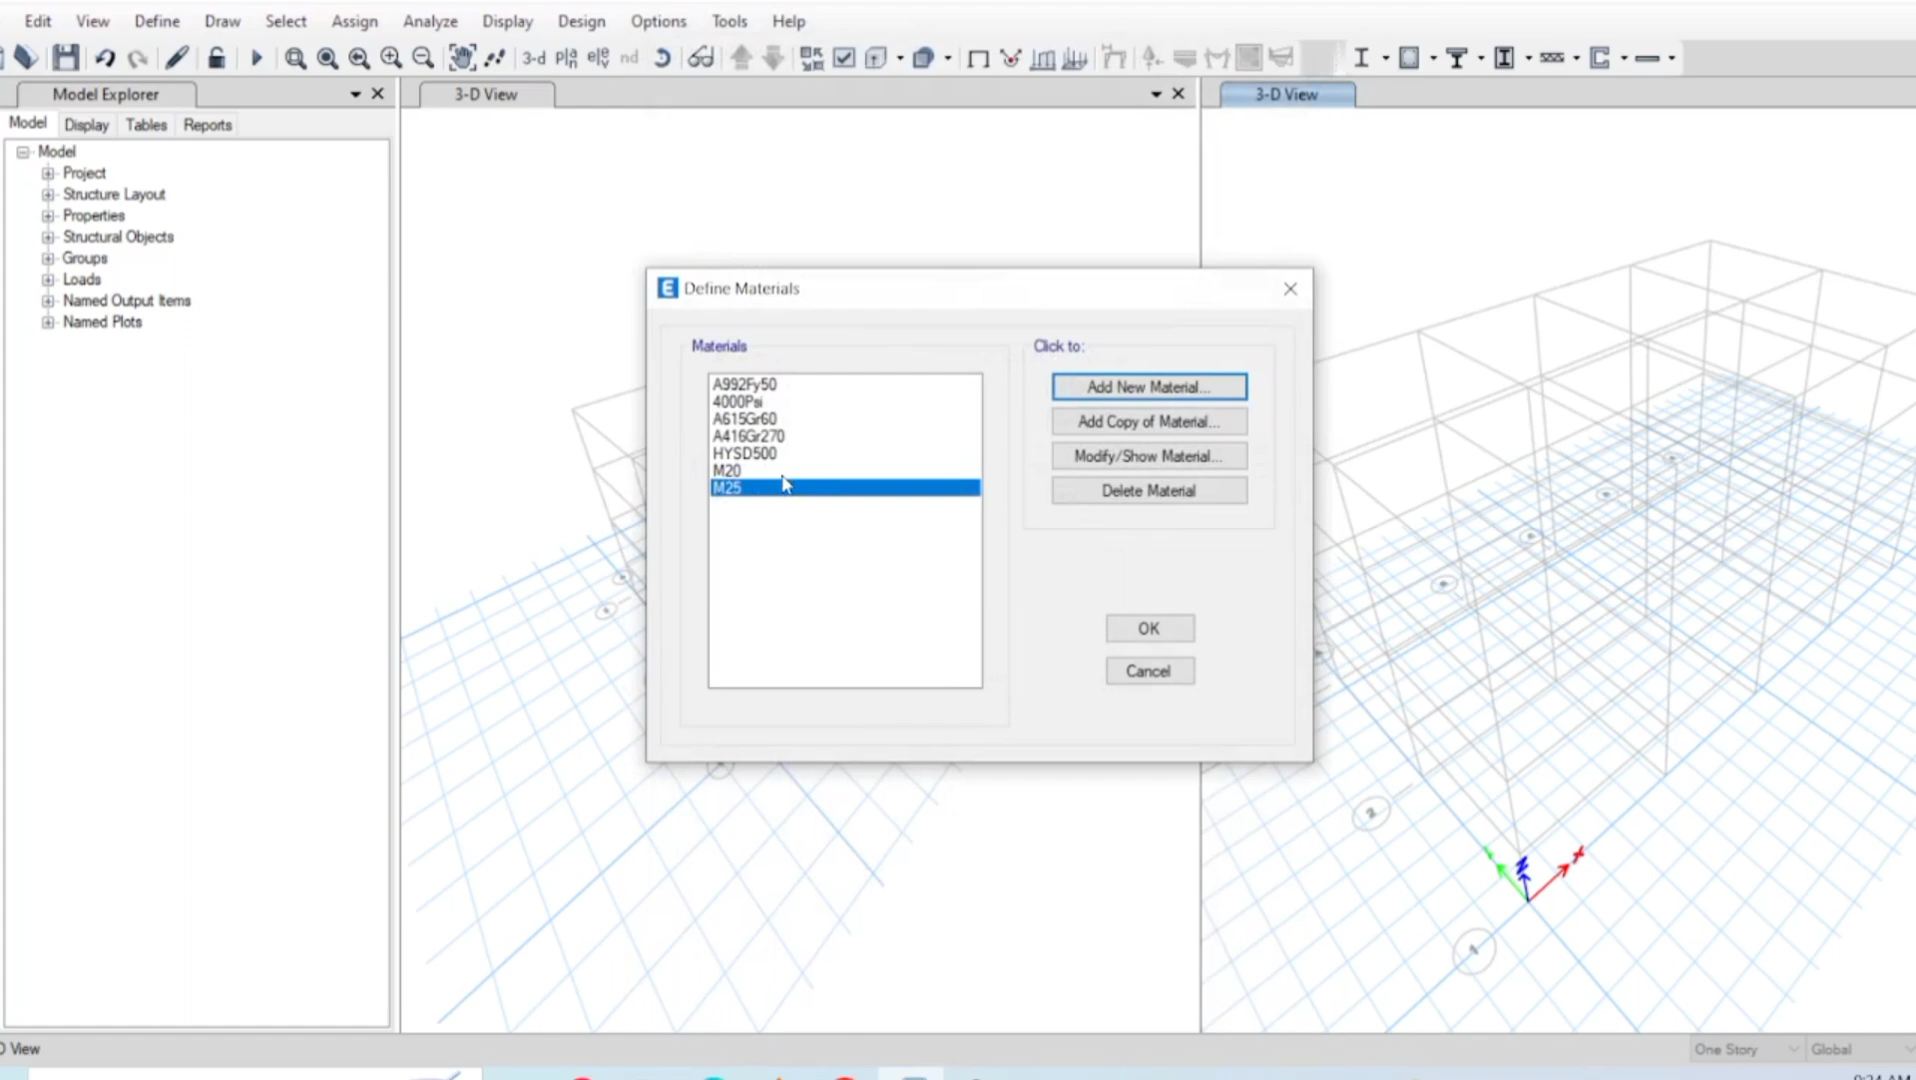 Edit View Define Draw Select Assign Analyze Display Design Options Tools Help
3-d nd
Model Explorer
3-D View
3-D View
Model Display Tables Reports
Model
Project
Structure Layout
Properties
Structural Objects
Groups
Loads
Named Output Items
Named Plots
E Define Materials
Materials
A992Fy50
4000Psi
A615Gr60
A416Gr270
HYSD500
M20
M25
Click to:
Add New Material...
Add Copy of Material...
Modify/Show Material...
Delete Material
OK
Cancel
2
Z
X
View
One Story
Global